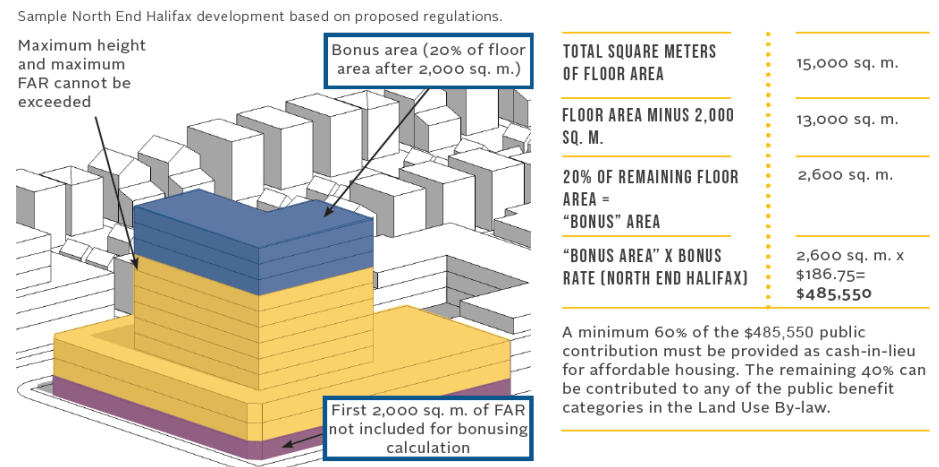 Sample North End Halifax development based on proposed regulations.
Maximum height
and maximum
FAR cannot be
exceeded
Bonus area (20% of floor
area after 2,000 sq. m.)
First 2,000 sq. m. of FAR
not included for bonusing
calculation
TOTAL SQUARE METERS
OF FLOOR AREA
15,000 sq. m.
FLOOR AREA MINUS 2,000
SQ. M.
13,000 sq. m.
20% OF REMAINING FLOOR
AREA =
“BONUS” AREA
2,600 sq. m.
“BONUS AREA” X BONUS
RATE (NORTH END HALIFAX)
2,600 sq. m. x
$186.75=
$485,550
A minimum 60% of the $485,550 public
contribution must be provided as cash-in-lieu
for affordable housing. The remaining 40% can
be contributed to any of the public benefit
categories in the Land Use By-law.